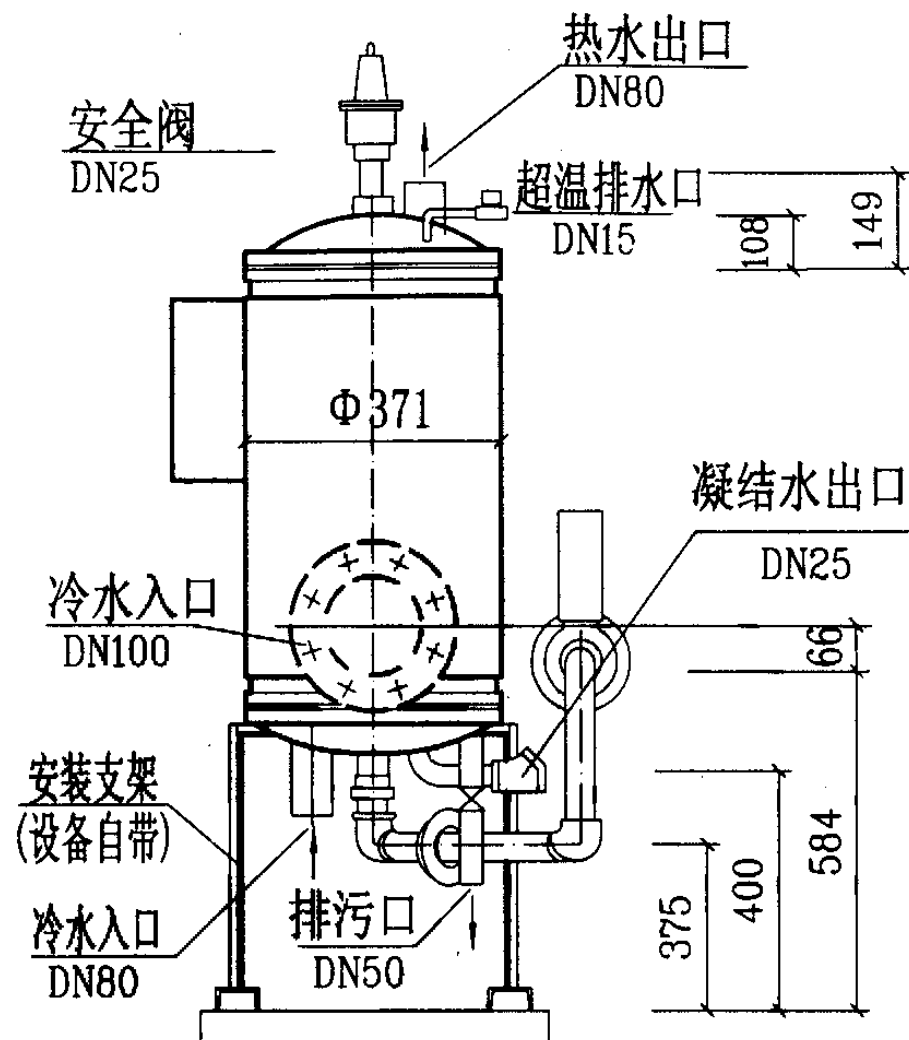 热水出口
DN80
安全阀
DN25
超温排水口
DN15
108
149
Φ371
凝结水出口
DN25
冷水入口
DN100
66
安装支架
(设备自带)
584
400
375
冷水入口
DN80
排污口
DN50